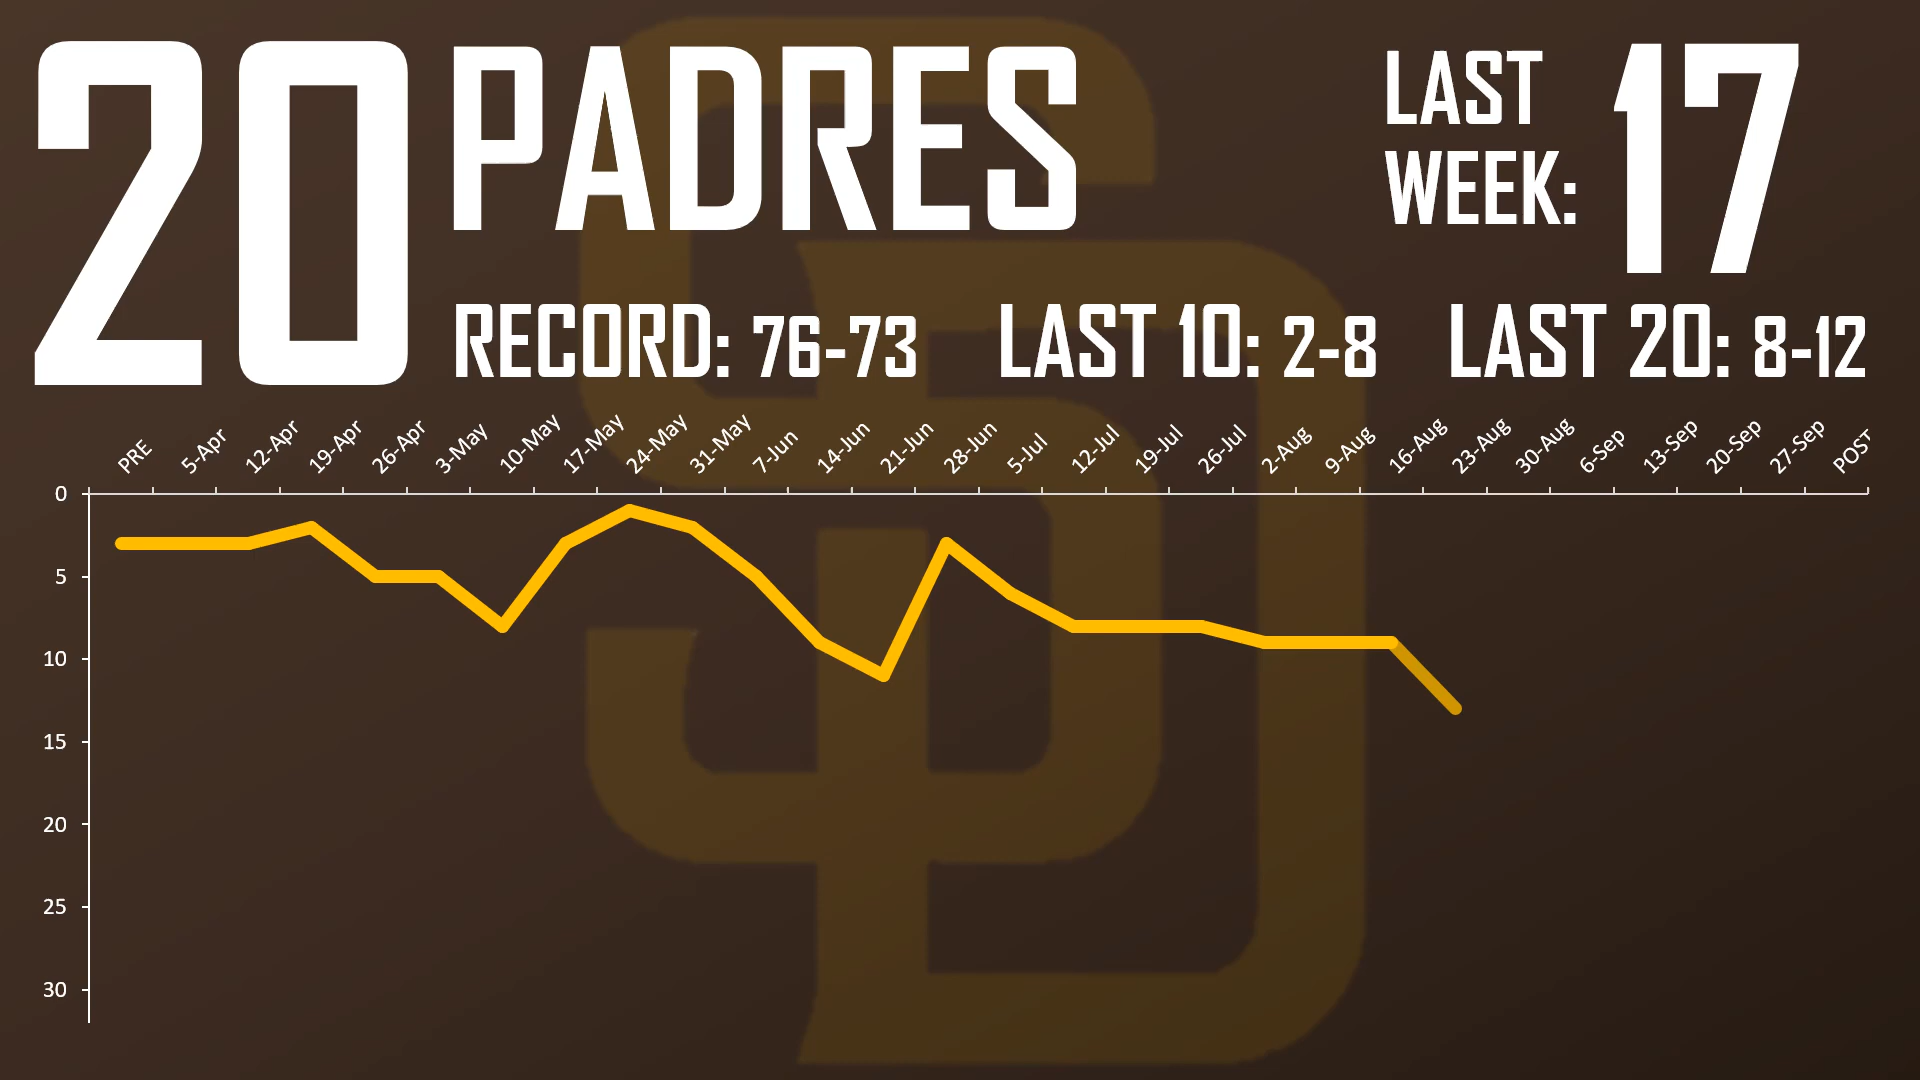 20 PADRES LAST WEEK: 17
RECORD: 76-73 LAST 10: 2-8 LAST 20: 8-12
PRE 5-Apr 12-Apr 19-Apr 26-Apr 3-May 10-May 17-May 24-May 31-May 7-Jun 14-Jun 21-Jun 28-Jun 5-Jul 12-Jul 19-Jul 26-Jul 2-Aug 9-Aug 16-Aug 23-Aug 30-Aug 6-Sep 13-Sep 20-Sep 27-Sep POST
0
5
10
15
20
25
30
SD